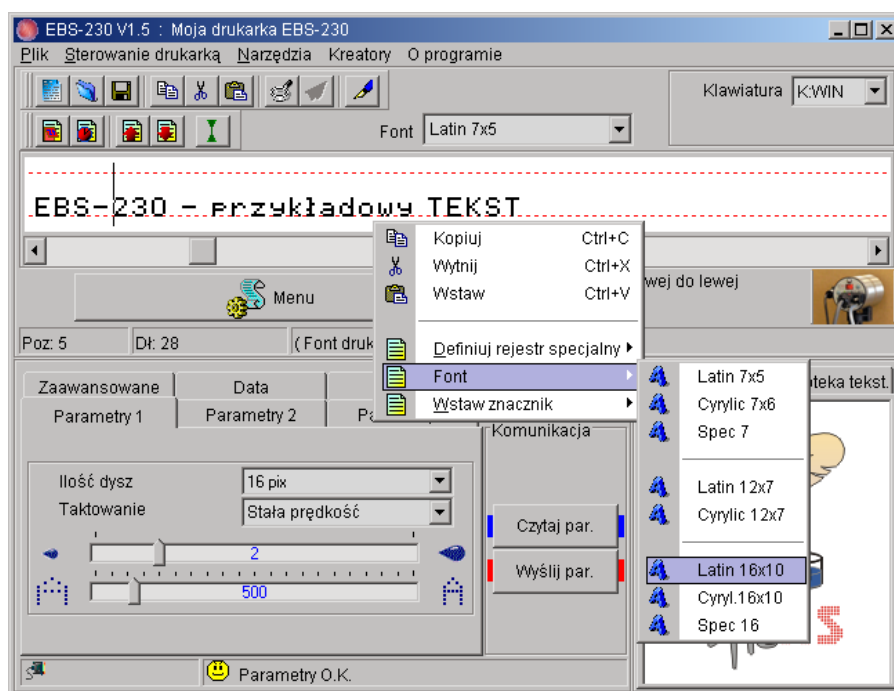 EBS-230 V1.5 : Moja drukarka EBS-230
Plik Sterowanie drukarką Narzędzia Kreatory O programie
Klawiatura K:WIN
Font Latin 7x5
EBS-230 - przykładowy TEKST
Kopiuj Ctrl+C
Wytnij Ctrl+X
Wstaw Ctrl+V
Menu
do lewej
Poz: 5 Dł: 28 (Font
Definiuj rejestr specjalny
Font
Wstaw znacznik
Latin 7x5
Cyrylic 7x6
Spec 7
Latin 12x7
Cyrylic 12x7
Latin 16x10
Cyryl.16x10
Spec 16
tekst.
Zaawansowane Data
Parametry 1 Parametry 2
Komunikacja
Ilość dysz 16 pix
Taktowanie Stała prędkość
2
500
Czytaj par.
Wyślij par.
Parametry O.K.